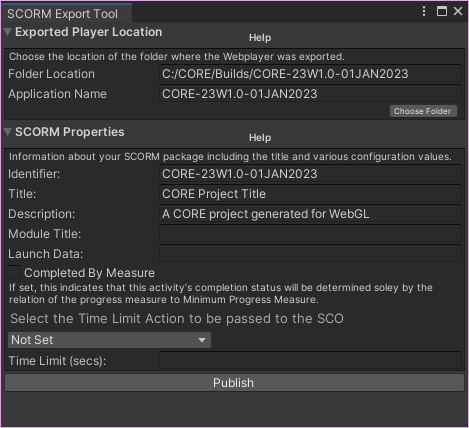 SCORM Export Tool
Exported Player Location
Help
Choose the location of the folder where the Webplayer was exported.
Folder Location C:/CORE/Builds/CORE-23W1.0-01JAN2023
Application Name CORE-23W1.0-01JAN2023
Choose Folder
SCORM Properties
Help
Information about your SCORM package including the title and various configuration values.
Identifier: CORE-23W1.0-01JAN2023
Title: CORE Project Title
Description: A CORE project generated for WebGL
Module Title:
Launch Data:
Completed By Measure
If set, this indicates that this activity's completion status will be determined soley by the
relation of the progress measure to Minimum Progress Measure.
Select the Time Limit Action to be passed to the SCO
Not Set
Time Limit (secs):
Publish